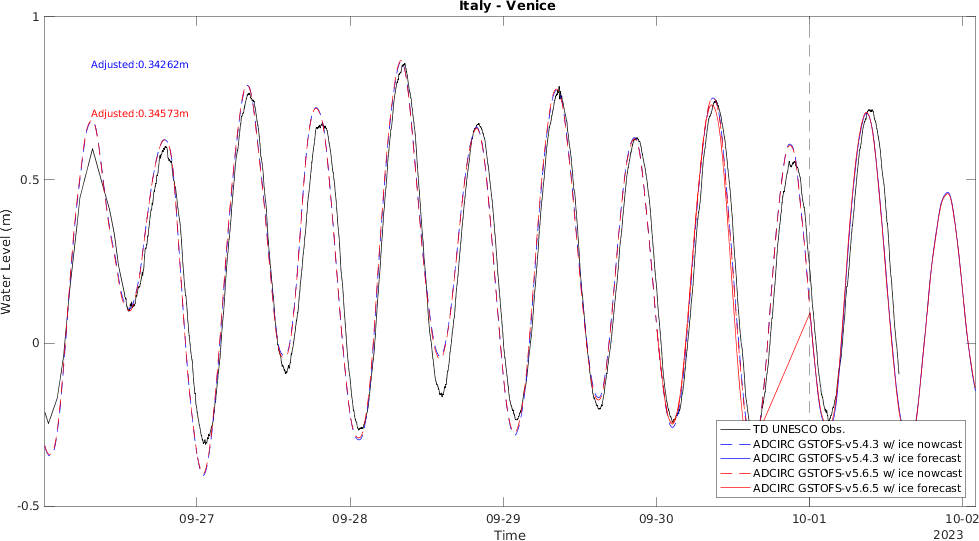 Italy - Venice
1
Adjusted:0.34262m
Adjusted:0.34573m
0.5
Water Level (m)
0
TD UNESCO Obs.
ADCIRC GSTOFS-v5.4.3 w/ ice nowcast
ADCIRC GSTOFS-v5.4.3 w/ ice forecast
ADCIRC GSTOFS-v5.6.5 w/ ice nowcast
ADCIRC GSTOFS-v5.6.5 w/ ice forecast
-0.5
09-27 09-28 09-29 09-30 10-01 10-02
Time 2023